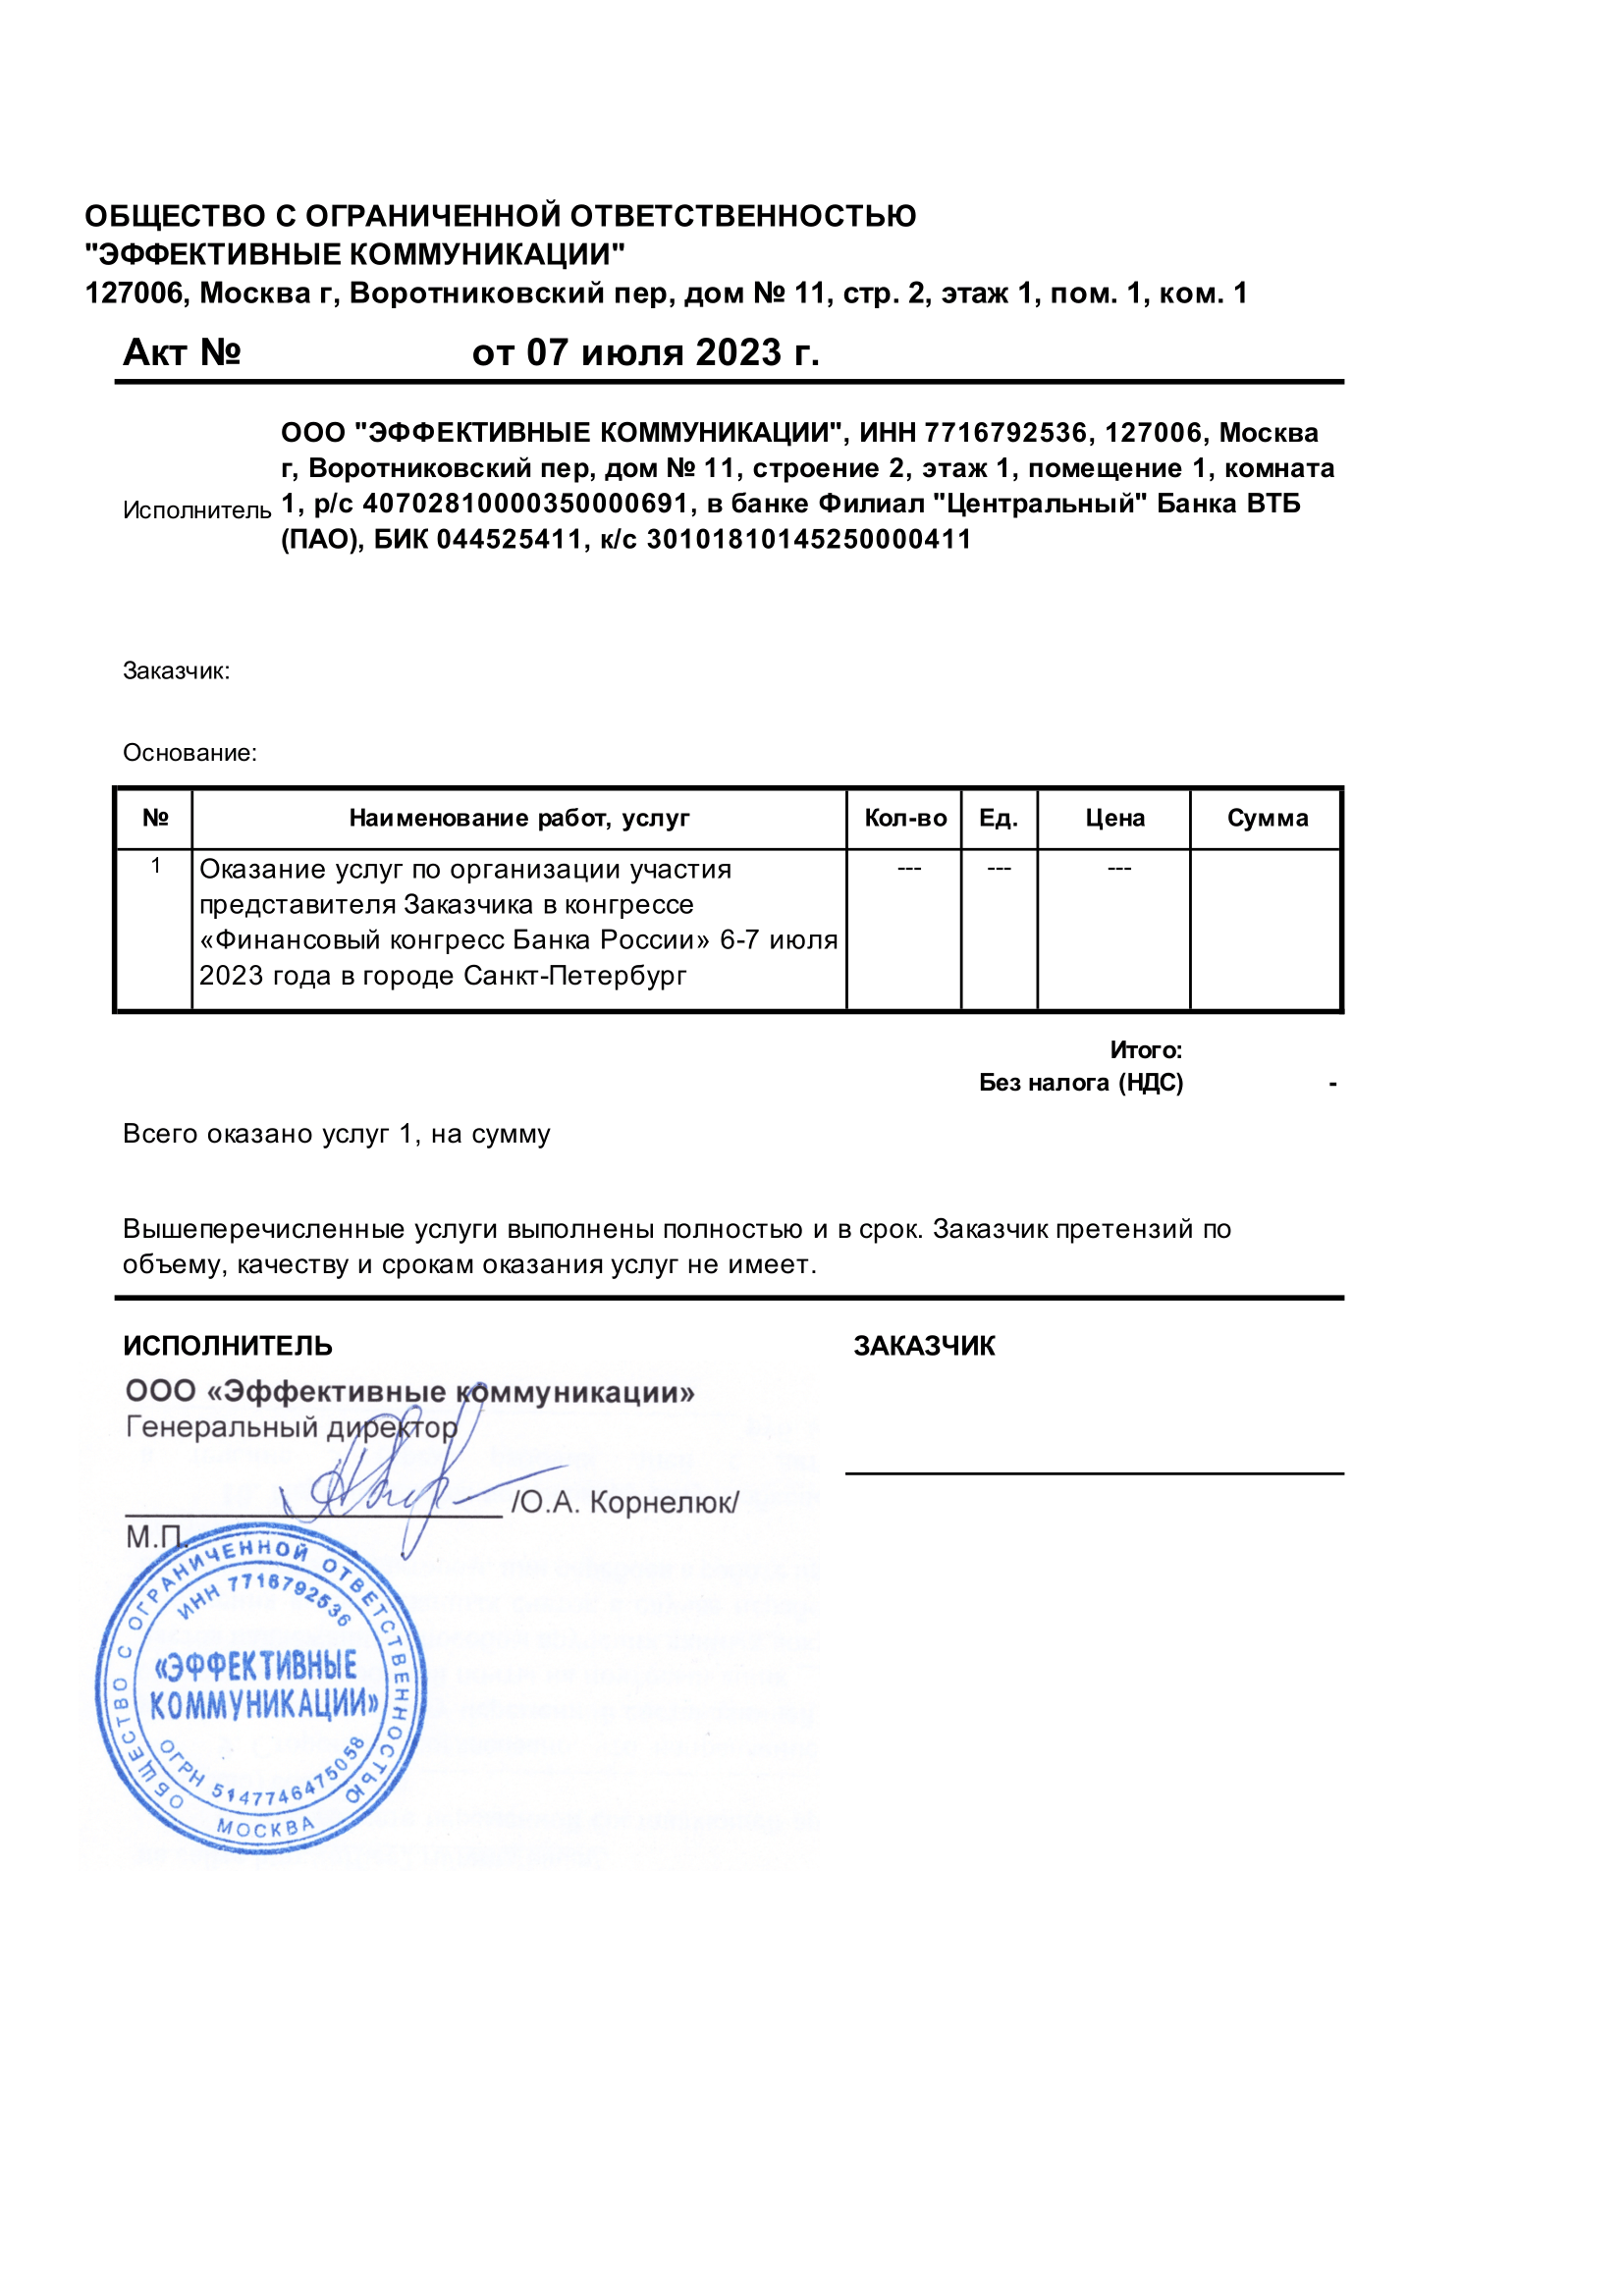 ОБЩЕСТВО С ОГРАНИЧЕННОЙ ОТВЕТСТВЕННОСТЬЮ
"ЭФФЕКТИВНЫЕ КОММУНИКАЦИИ"
127006, Москва г, Воротниковский пер, дом № 11, стр. 2, этаж 1, пом. 1, ком. 1
Акт № от 07 июля 2023 г.
Исполнитель
ООО "ЭФФЕКТИВНЫЕ КОММУНИКАЦИИ", ИНН 7716792536, 127006, Москва
г, Воротниковский пер, дом № 11, строение 2, этаж 1, помещение 1, комната
1, р/с 40702810000350000691, в банке Филиал "Центральный" Банка ВТБ
(ПАО), БИК 044525411, к/с 30101810145250000411
Заказчик:
Основание:
№ Наименование работ, услуг Кол-во Ед. Цена Сумма
1 Оказание услуг по организации участия --- --- ---
представителя Заказчика в конгрессе
«Финансовый конгресс Банка России» 6-7 июля
2023 года в городе Санкт-Петербург
Итого:
Без налога (НДС) -
Всего оказано услуг 1, на сумму
Вышеперечисленные услуги выполнены полностью и в срок. Заказчик претензий по
объему, качеству и срокам оказания услуг не имеет.
ИСПОЛНИТЕЛЬ ЗАКАЗЧИК
ООО «Эффективные коммуникации»
Генеральный директор
/О.А. Корнелюк/
М.П.
ОБЩЕСТВО С ОГРАНИЧЕННОЙ ОТВЕТСТВЕННОСТЬЮ
ИНН 7716792536
«ЭФФЕКТИВНЫЕ
КОММУНИКАЦИИ»
ОГРН 5147746475058
МОСКВА